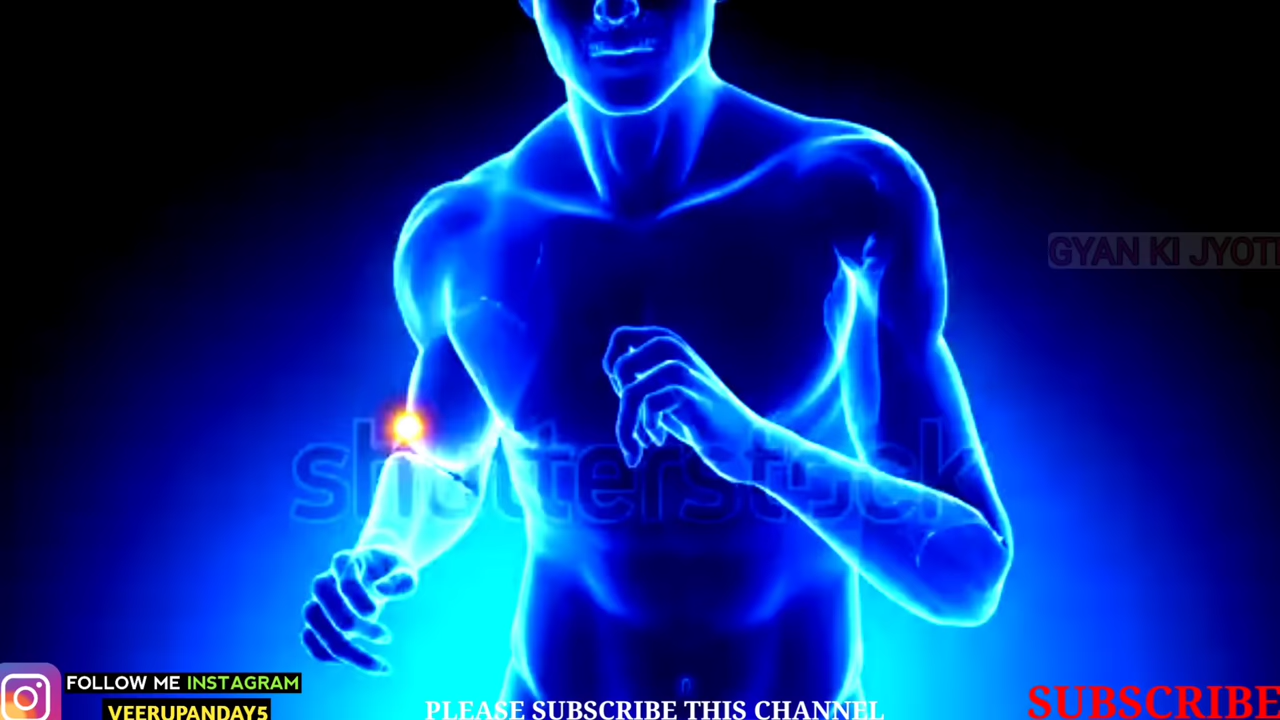 GYAN KI JYOTI
shutterstock
FOLLOW ME INSTAGRAM
VEERUPANDAY5
PLEASE SUBSCRIBE THIS CHANNEL
SUBSCRIBE